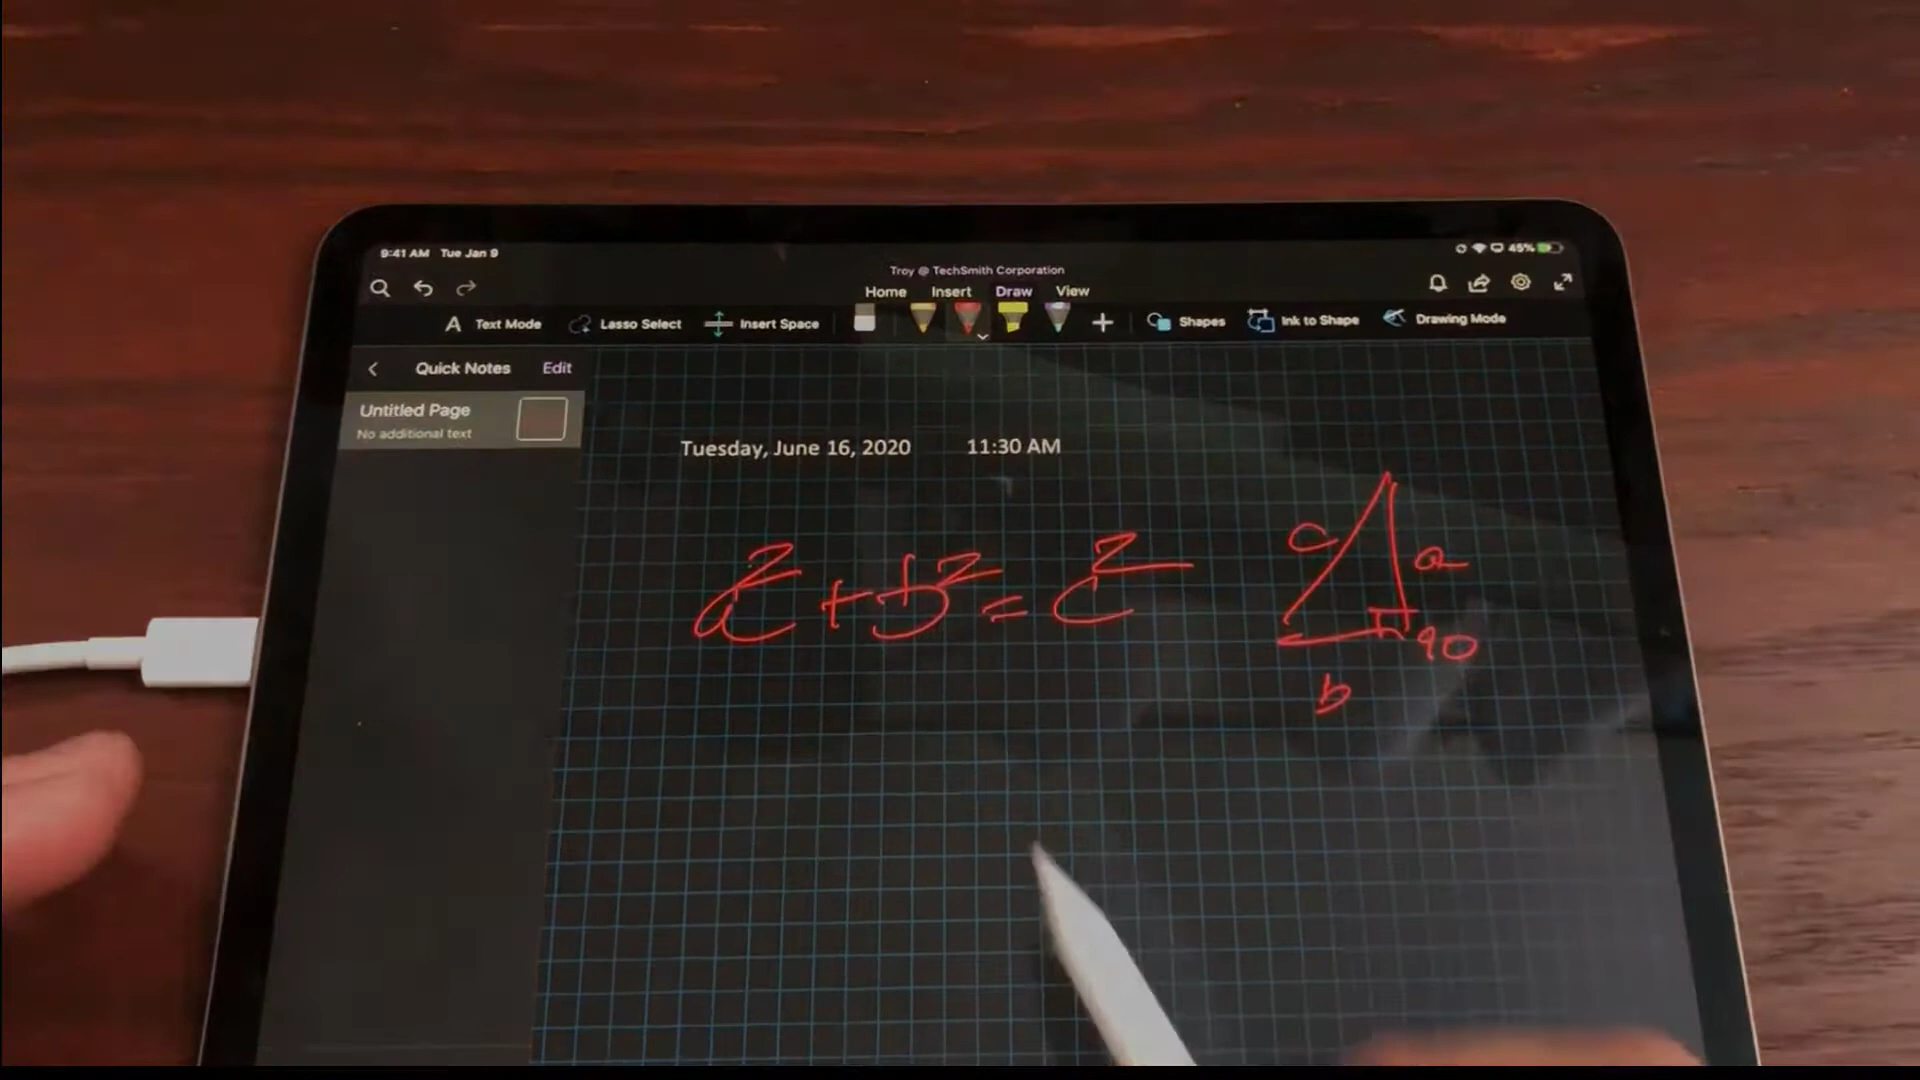 9:41 AM Tue Jan 9 45%
Troy @ TechSmith Corporation
Home Insert Draw View
A Text Mode Lasso Select Insert Space Shapes Ink to Shape Drawing Mode
Quick Notes Edit
Untitled Page
No additional text
Tuesday, June 16, 2020 11:30 AM
a² + b² = c²
c
a
90
b